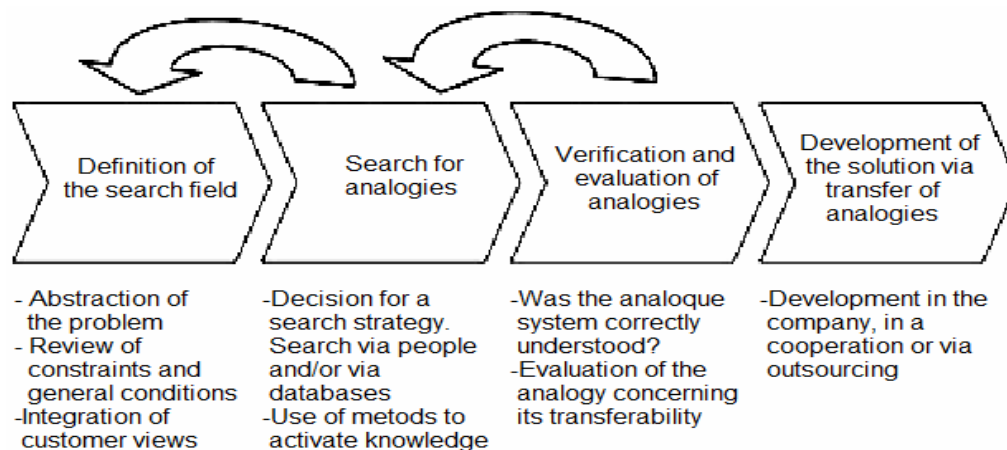 Definition of
the search field
Search for
analogies
Verification and
evaluation of
analogies
Development of
the solution via
transfer of
analogies
- Abstraction of
the problem
- Review of
constraints and
general conditions
-Integration of
customer views
-Decision for a
search strategy.
Search via people
and/or via
databases
-Use of metods to
activate knowledge
-Was the analoque
system correctly
understood?
-Evaluation of the
analogy concerning
its transferability
-Development in the
company, in a
cooperation or via
outsourcing